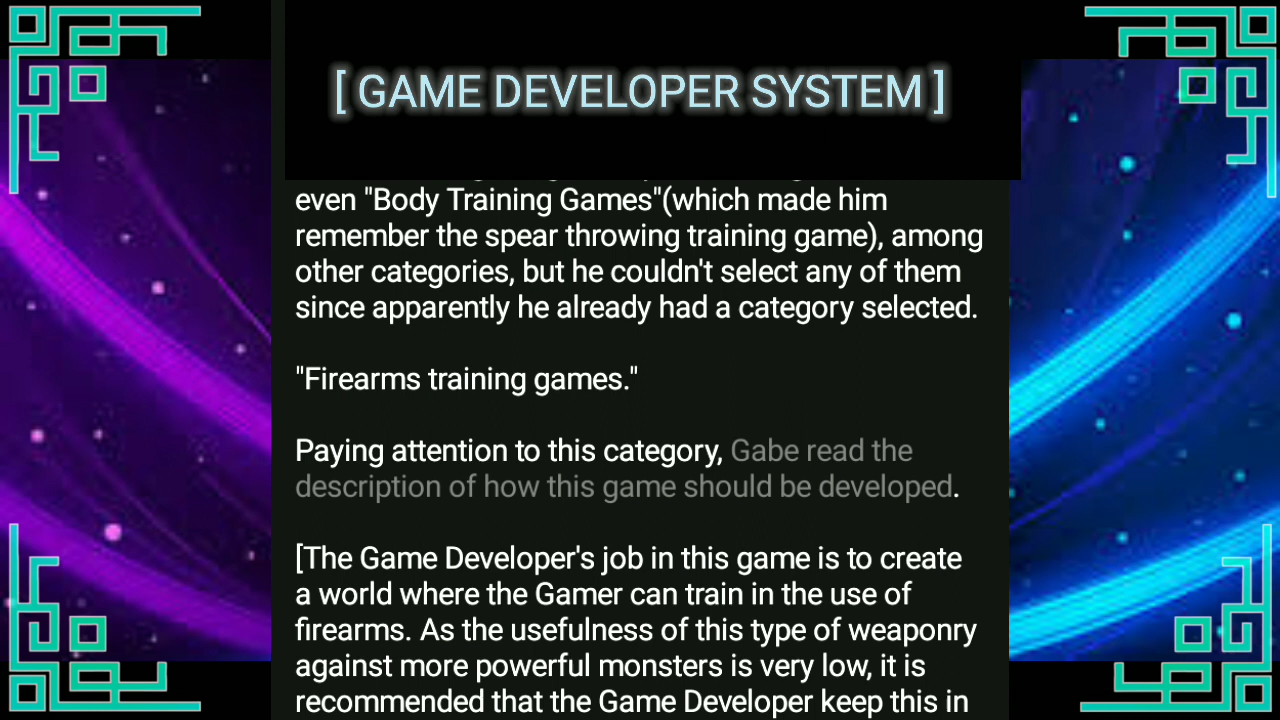 [ GAME DEVELOPER SYSTEM ]
even "Body Training Games"(which made him
remember the spear throwing training game), among
other categories, but he couldn't select any of them
since apparently he already had a category selected.
"Firearms training games."
Paying attention to this category, Gabe read the
description of how this game should be developed.
[The Game Developer's job in this game is to create
a world where the Gamer can train in the use of
firearms. As the usefulness of this type of weaponry
against more powerful monsters is very low, it is
recommended that the Game Developer keep this in